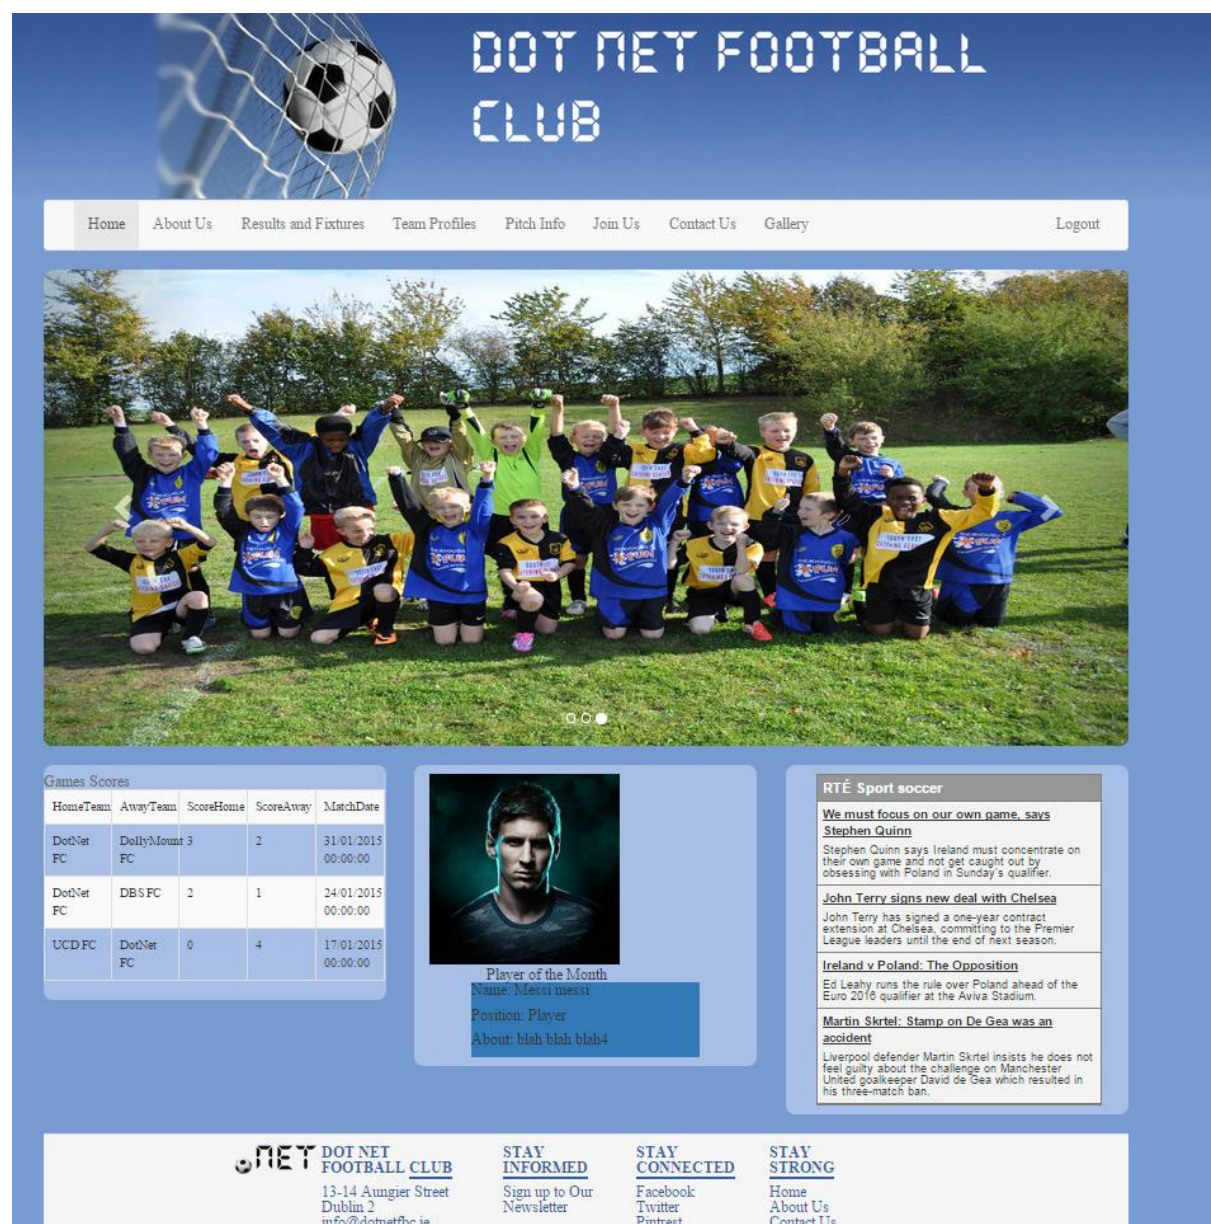 DOT NET FOOTBALL
CLUB
Home About Us Results and Fixtures Team Profiles Pitch Info Join Us Contact Us Gallery Logout
Games Scores
HomeTeam AwayTeam ScoreHome ScoreAway MatchDate
DotNet DollyMount 3 2 31/01/2015
FC FC 00:00:00
DotNet DBS FC 2 1 24/01/2015
FC 00:00:00
UCD FC DotNet 0 4 17/01/2015
FC 00:00:00
Player of the Month
Name: Messi messi
Position: Player
About: blah blah blah4
RTÉ Sport soccer
We must focus on our own game, says
Stephen Quinn
Stephen Quinn says Ireland must concentrate on
their own game and not get caught out by
obsessing with Poland in Sunday's qualifier.
John Terry signs new deal with Chelsea
John Terry has signed a one-year contract
extension at Chelsea, committing to the Premier
League leaders until the end of next season.
Ireland v Poland: The Opposition
Ed Leahy runs the rule over Poland ahead of the
Euro 2016 qualifier at the Aviva Stadium.
Martin Skrtel: Stamp on De Gea was an
accident
Liverpool defender Martin Skrtel insists he does not
feel guilty about the challenge on Manchester
United goalkeeper David de Gea which resulted in
his three-match ban.
.NET
DOT NET
FOOTBALL CLUB
13-14 Aungier Street
Dublin 2
info@dotnetfbc.ie
STAY
INFORMED
Sign up to Our
Newsletter
STAY
CONNECTED
Facebook
Twitter
Pintrest
STAY
STRONG
Home
About Us
Contact Us